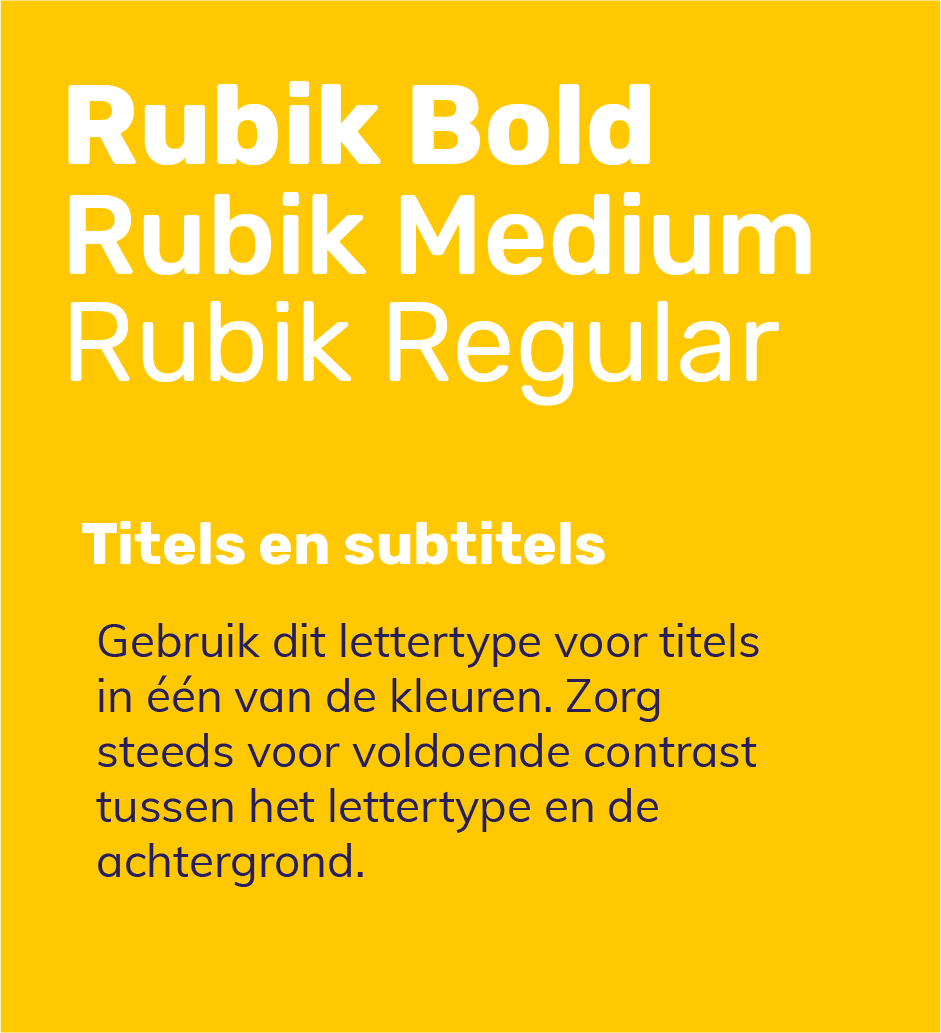 Rubik Bold
Rubik Medium
Rubik Regular
Titels en subtitels
Gebruik dit lettertype voor titels
in één van de kleuren. Zorg
steeds voor voldoende contrast
tussen het lettertype en de
achtergrond.